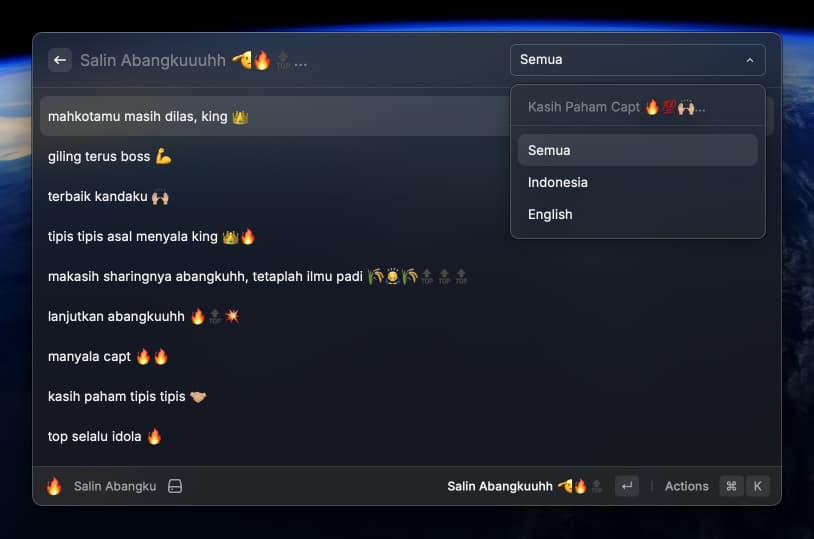 Salin Abangkuuuhh 🫡🔥🔝...
Semua
Kasih Paham Capt 🔥💯🙌🏻...
Semua
Indonesia
English
mahkotamu masih dilas, king 👑
giling terus boss 💪
terbaik kandaku 🙌🏻
tipis tipis asal menyala king 👑🔥
makasih sharingnya abangkuhh, tetaplah ilmu padi 🌾🙇🌾🔝🔝🔝
lanjutkan abangkuuhh 🔥🔝💥
manyala capt 🔥🔥
kasih paham tipis tipis 🤝🏻
top selalu idola 🔥
Salin Abangku
Salin Abangkuuhh 🫡🔥🔝 ↵ | Actions ⌘ K